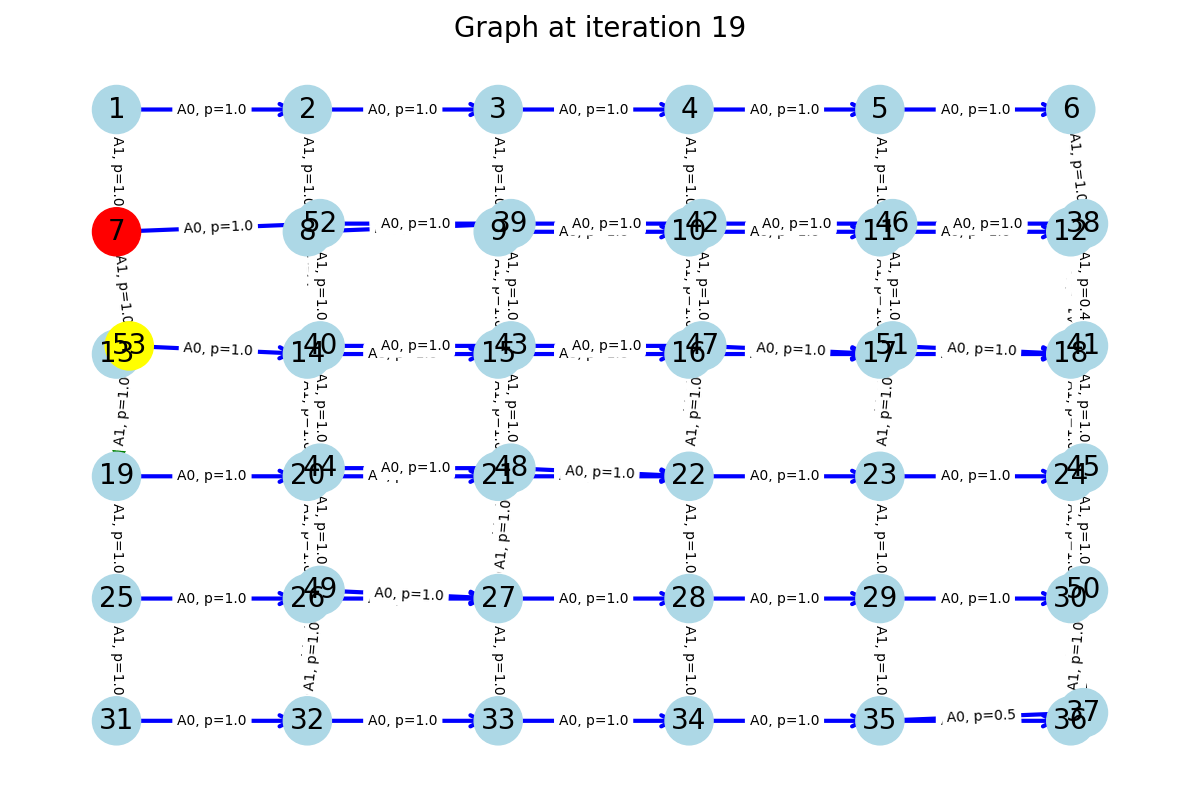 Graph at iteration 19
1 A0, p=1.0 2 A0, p=1.0 3 A0, p=1.0 4 A0, p=1.0 5 A0, p=1.0 6
A1, p=1.0 A1, p=1.0 A1, p=1.0 A1, p=1.0 A1, p=1.0 A1, p=1.0
7 A0, p=1.0 8 52 A0, p=1.0 9 39 A0, p=1.0 10 42 A0, p=1.0 11 46 A0, p=1.0 12 38
A1, p=1.0 A1, p=1.0 A1, p=1.0 A1, p=1.0 A1, p=1.0 A1, p=0.4
13 53 A0, p=1.0 14 40 A0, p=1.0 15 43 A0, p=1.0 16 47 A0, p=1.0 17 51 A0, p=1.0 18 41
A1, p=1.0 A1, p=1.0 A1, p=1.0 A1, p=1.0 A1, p=1.0 A1, p=1.0
19 A0, p=1.0 20 44 A0, p=1.0 21 48 A0, p=1.0 22 A0, p=1.0 23 A0, p=1.0 24 45
A1, p=1.0 A1, p=1.0 A1, p=1.0 A1, p=1.0 A1, p=1.0 A1, p=1.0
25 A0, p=1.0 26 49 A0, p=1.0 27 A0, p=1.0 28 A0, p=1.0 29 A0, p=1.0 30 50
A1, p=1.0 A1, p=1.0 A1, p=1.0 A1, p=1.0 A1, p=1.0 A1, p=1.0
31 A0, p=1.0 32 A0, p=1.0 33 A0, p=1.0 34 A0, p=1.0 35 A0, p=0.5 36 37